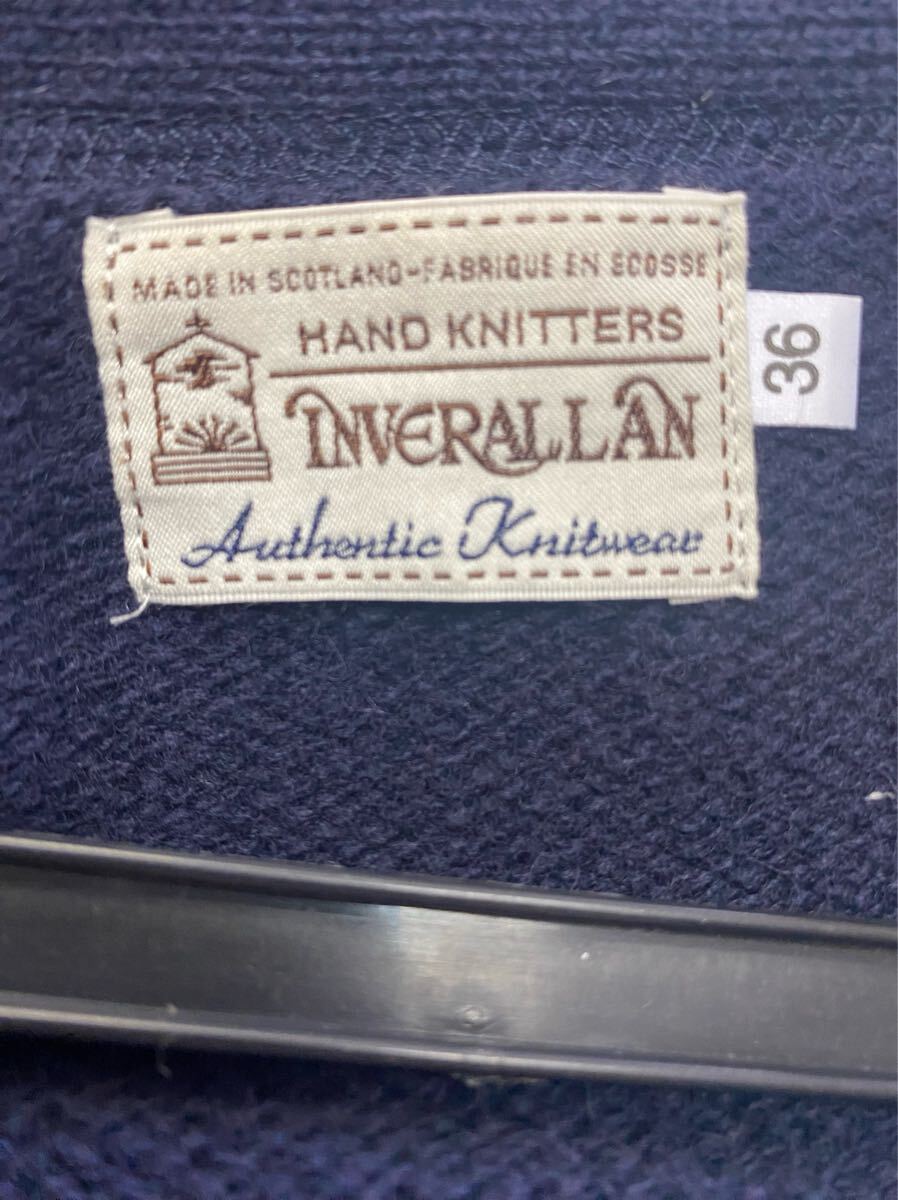 MADE IN SCOTLAND-FABRIQUE EN ECOSSE
HAND KNITTERS
INVERALLAN
Authentic Knitwear
36